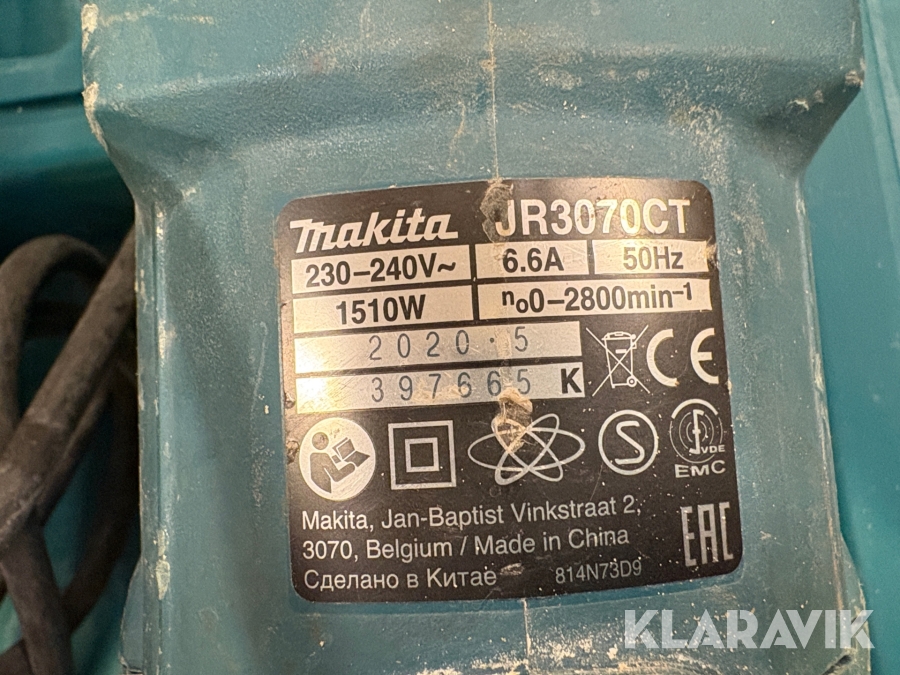 makita JR3070CT
230-240V~ 6.6A 50Hz
1510W no0-2800min-1
2020.5
397665 K
CE
S
VDE
EMC
Makita, Jan-Baptist Vinkstraat 2,
3070, Belgium / Made in China
Сделано в Китае 814N73D9
EAC
KLARAVIK